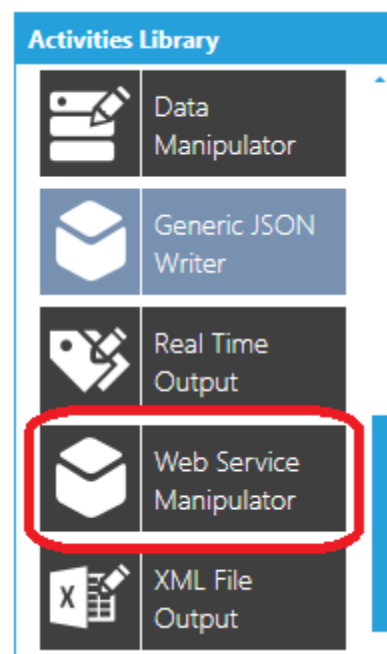 Activities Library
Data
Manipulator
Generic JSON
Writer
Real Time
Output
Web Service
Manipulator
X
XML File
Output